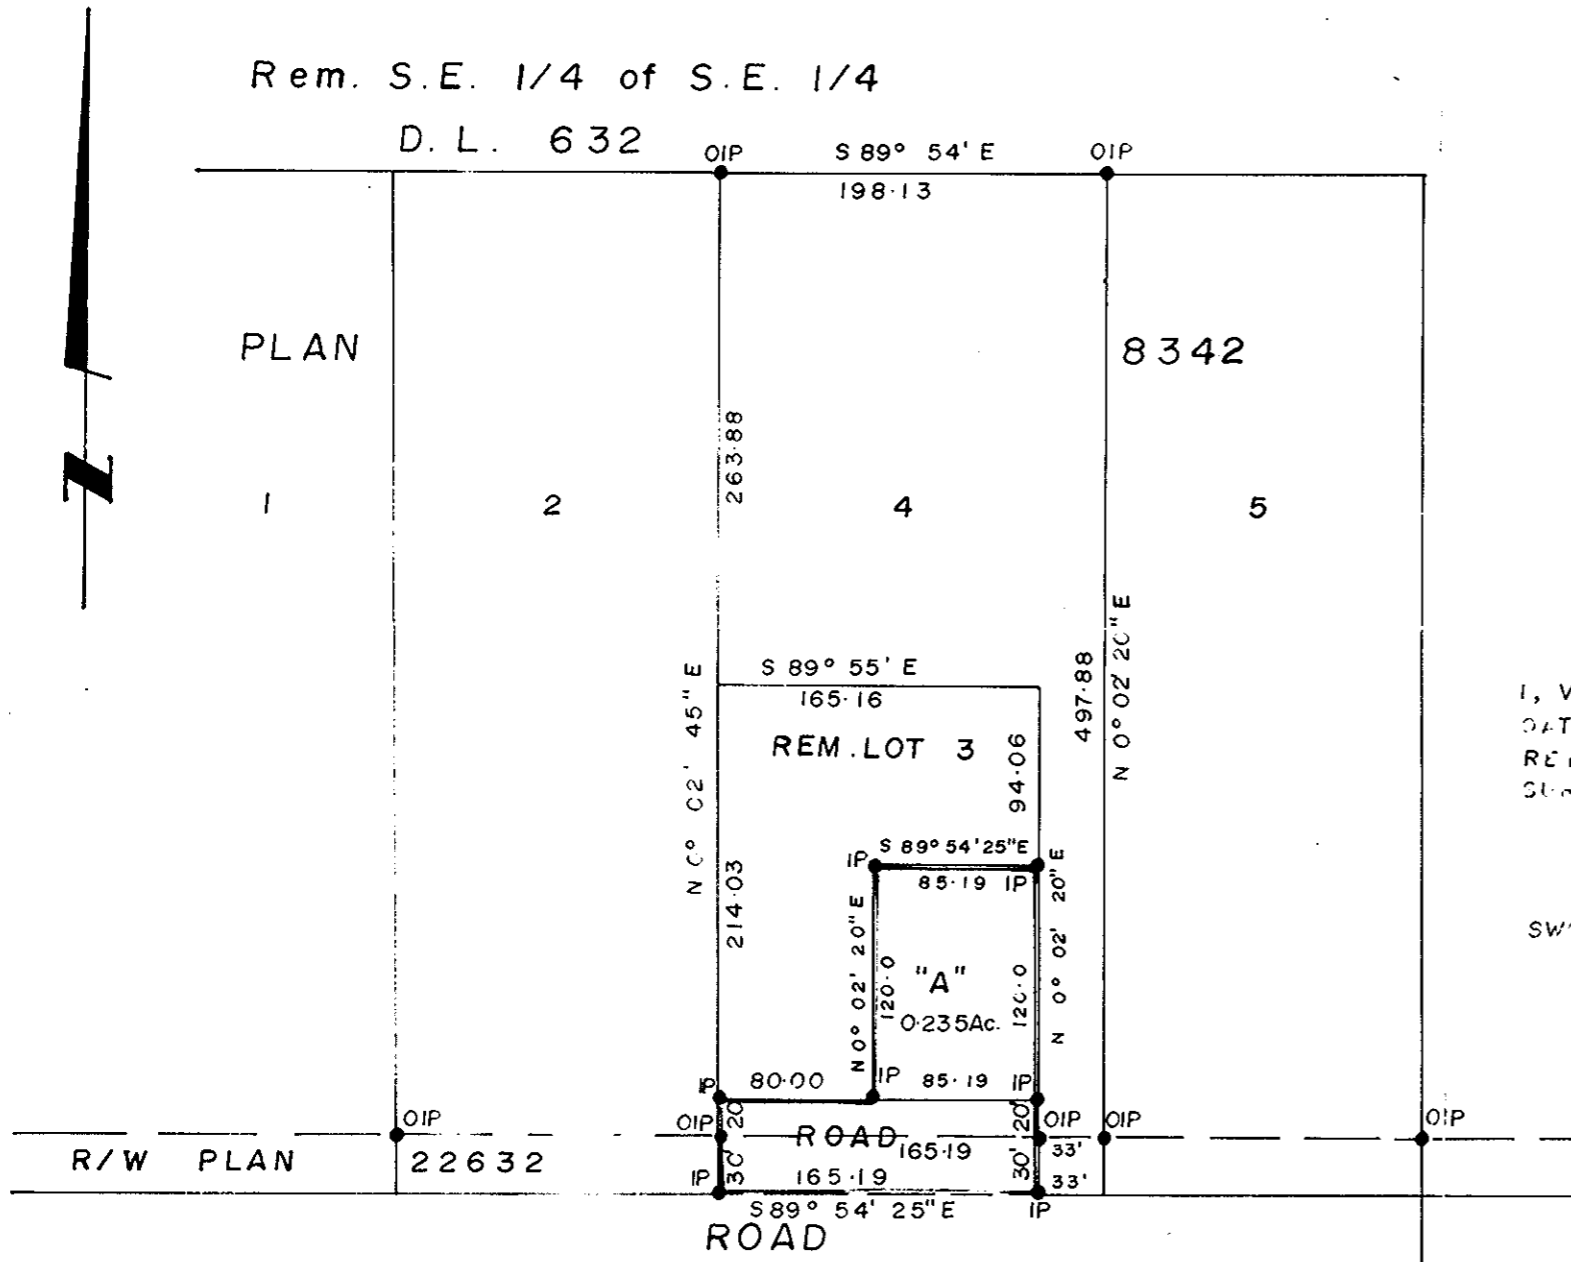 Rem. S.E. 1/4 of S.E. 1/4
D. L. 632
OIP
S 89° 54' E
OIP
198·13
PLAN
8342
263·88
1
2
4
5
N 0° 02' 45" E
S 89° 55' E
165·16
497·88
N 0° 02' 20" E
REM. LOT 3
94·06
I, V
DAT
214·03
IP
S 89° 54' 25" E
85·19
IP
N 0° 02' 20" E
120·0
"A"
0·235Ac.
120·0
N 0° 02' 20" E
SW
IP
80·00
IP
85·19
IP
OIP
OIP
20'
ROAD
165·19
20'
OIP
33'
OIP
OIP
R/W PLAN 22632
IP
30'
165·19
30'
33'
S 89° 54' 25" E
IP
ROAD
N